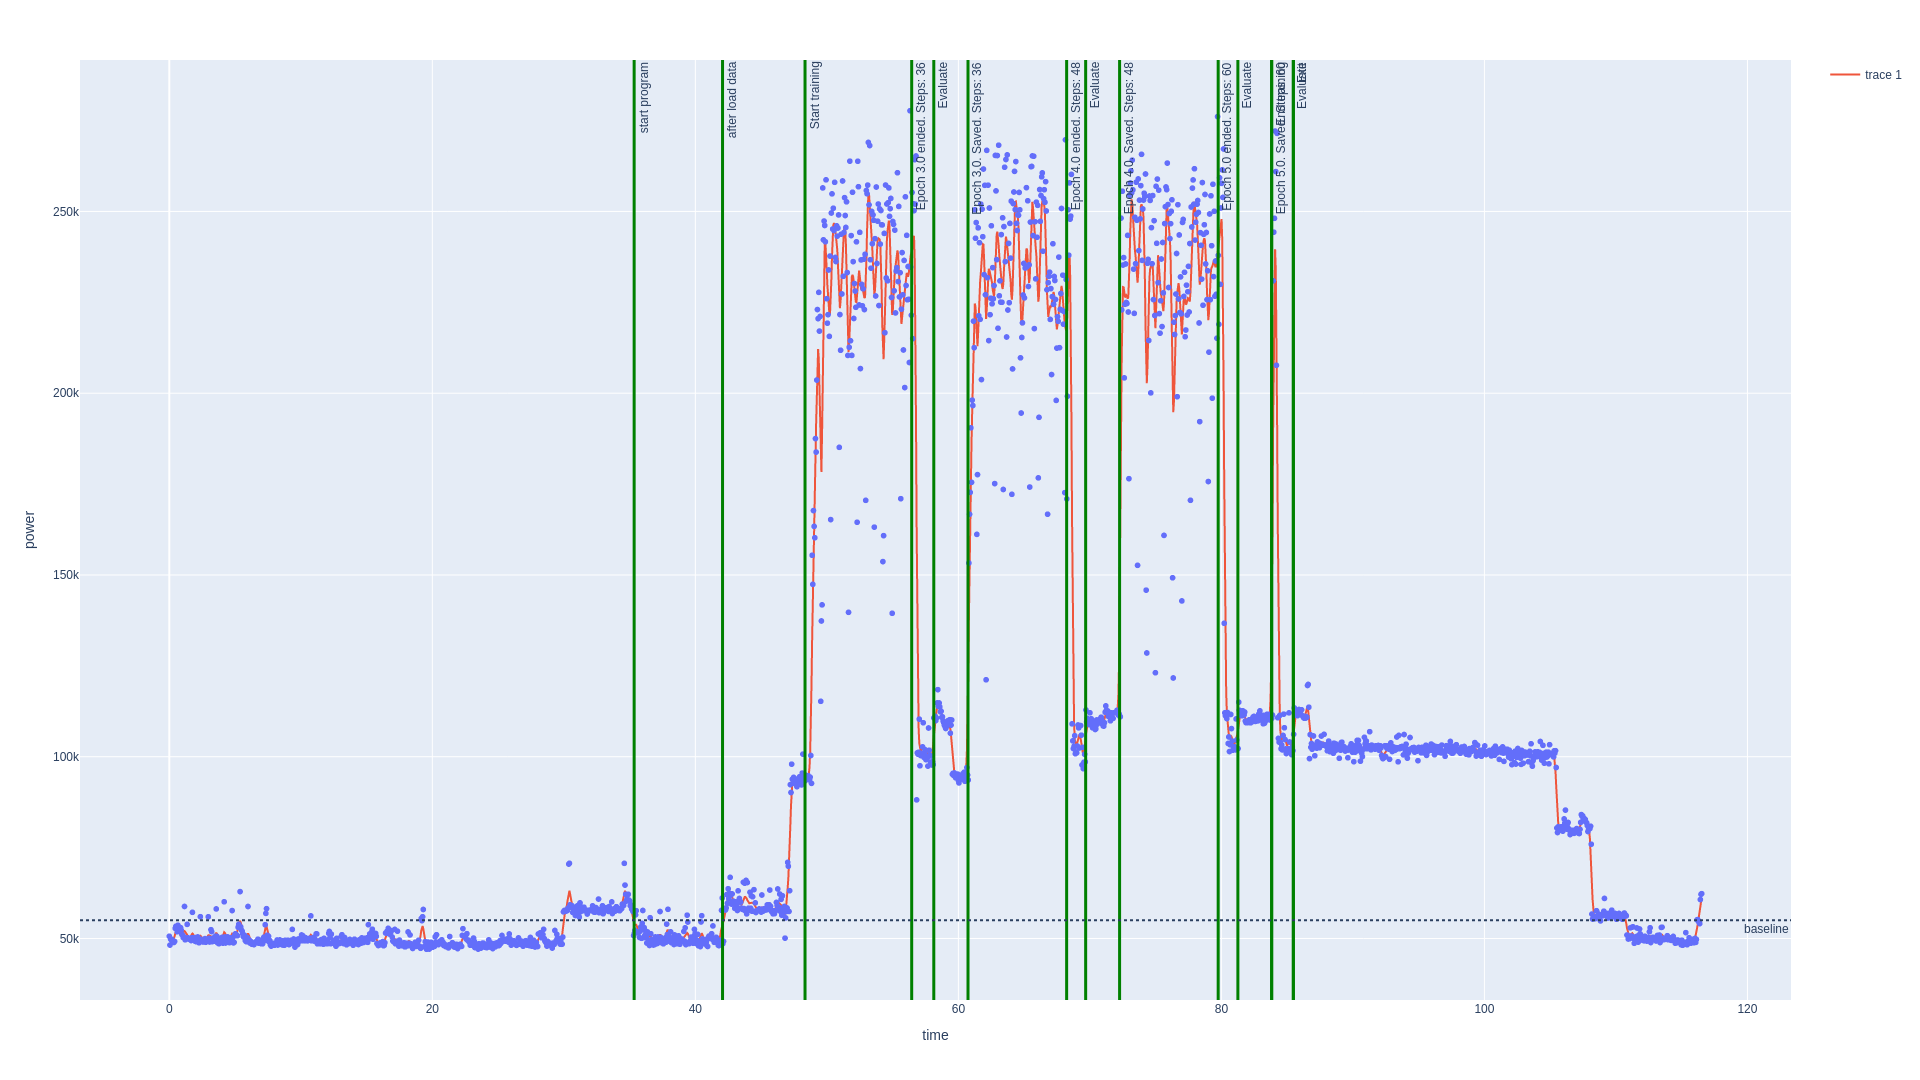 start program
after load data
Start training
Epoch 3.0 ended. Steps: 36
Evaluate
Epoch 3.0. Saved. Steps: 36
Epoch 4.0 ended. Steps: 48
Evaluate
Epoch 4.0. Saved. Steps: 48
Epoch 5.0 ended. Steps: 60
Evaluate
Epoch 5.0. Saved. Steps: 60
End training
Evaluate
Exit
trace 1
250k
200k
150k
100k
50k
power
baseline
0
20
40
60
80
100
120
time